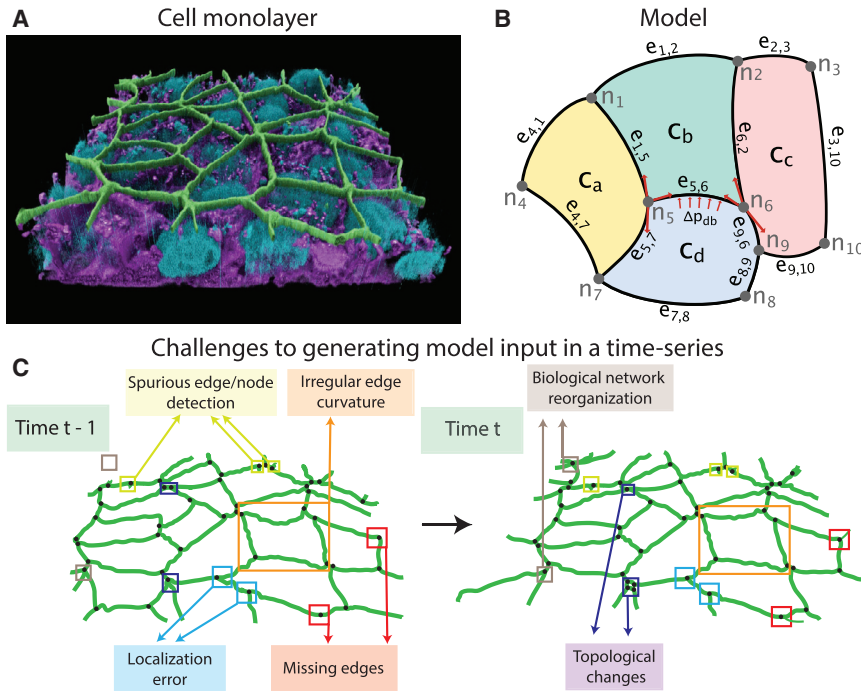 A
Cell monolayer
B
Model
e1,2
e2,3
n2
n3
n1
e4,1
e1,5
Cb
e6,2
Cc
e3,10
Ca
n4
e5,6
n5
n6
Δpdb
e4,7
e5,7
e9,6
n9
n10
Cd
e8,9
e9,10
n7
n8
e7,8
Challenges to generating model input in a time-series
C
Spurious edge/node
detection
Irregular edge
curvature
Biological network
reorganization
Time t - 1
Time t
Localization
error
Missing edges
Topological
changes